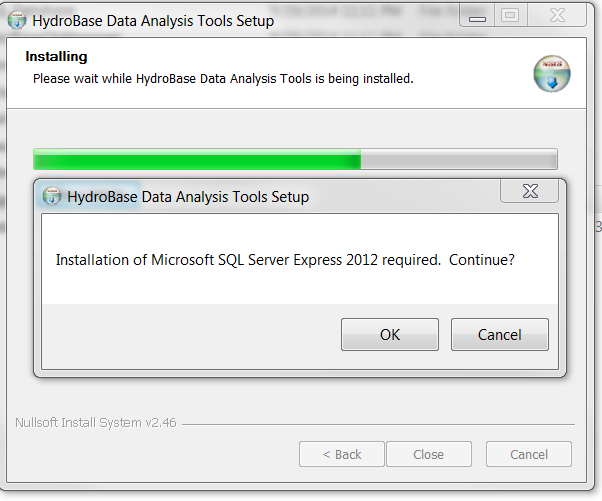 HydroBase Data Analysis Tools Setup
Installing
Please wait while HydroBase Data Analysis Tools is being installed.
HydroBase Data Analysis Tools Setup
Installation of Microsoft SQL Server Express 2012 required.  Continue?
OK
Cancel
Nullsoft Install System v2.46
< Back
Close
Cancel